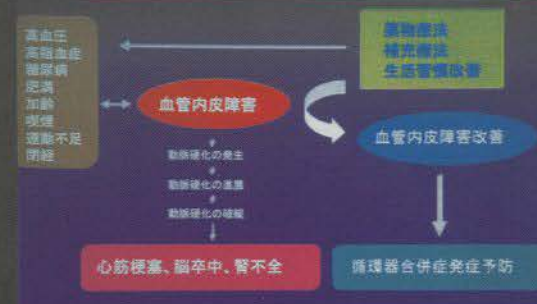 高血圧
高脂血症
糖尿病
肥満
加齢
喫煙
運動不足
閉経
薬物療法
補充療法
生活習慣改善
血管内皮障害
血管内皮障害改善
動脈硬化の発生
動脈硬化の進展
動脈硬化の破綻
心筋梗塞、脳卒中、腎不全
循環器合併症発症予防